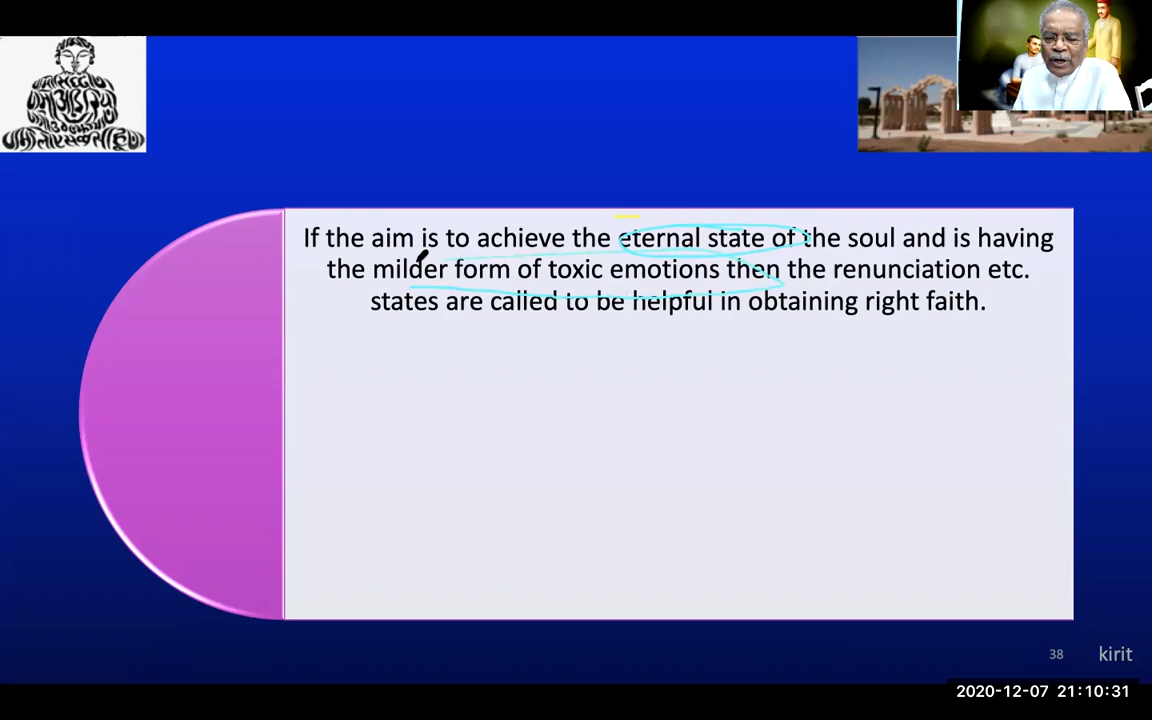 If the aim is to achieve the eternal state of the soul and is having
the milder form of toxic emotions then the renunciation etc.
states are called to be helpful in obtaining right faith.
38
kirit
2020-12-07 21:10:31